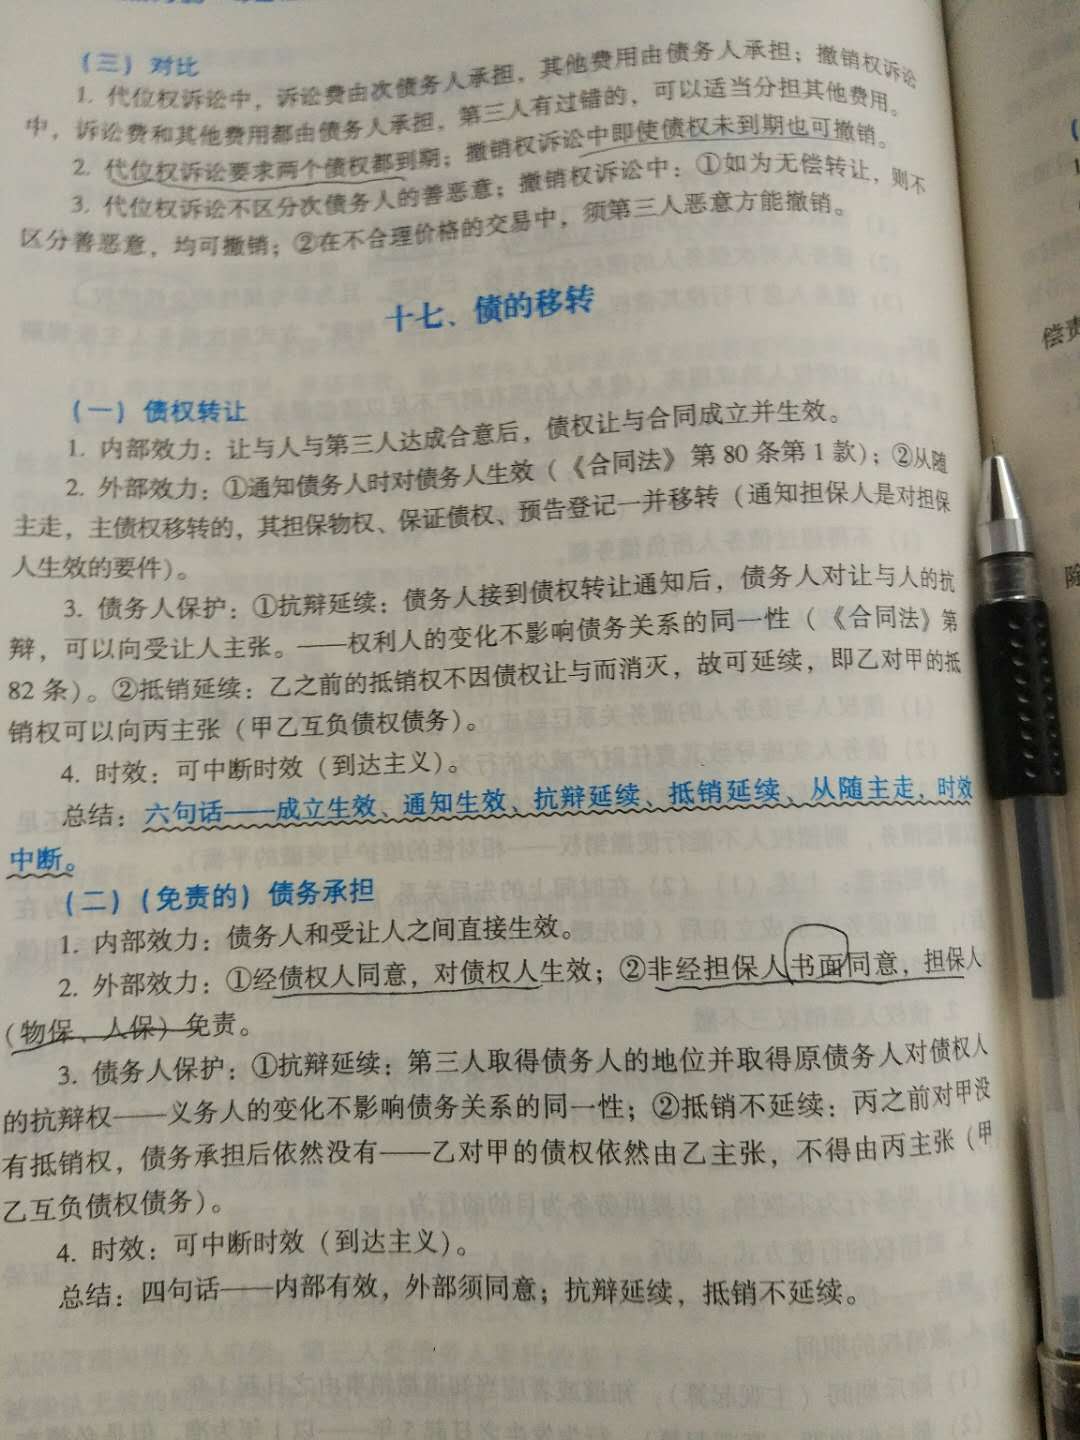 （三）对比
1. 代位权诉讼中，诉讼费由次债务人承担，其他费用由债务人承担；撤销权诉讼
中，诉讼费和其他费用都由债务人承担，第三人有过错的，可以适当分担其他费用。
2. 代位权诉讼要求两个债权都到期；撤销权诉讼中即使债权未到期也可撤销。
3. 代位权诉讼不区分次债务人的善恶意；撤销权诉讼中：①如为无偿转让，则不
区分善恶意，均可撤销；②在不合理价格的交易中，须第三人恶意方能撤销。
十七、债的移转
（一）债权转让
1. 内部效力：让与人与第三人达成合意后，债权让与合同成立并生效。
2. 外部效力：①通知债务人时对债务人生效（《合同法》第 80 条第 1 款）；②从随
主走，主债权移转的，其担保物权、保证债权、预告登记一并移转（通知担保人是对担保
人生效的要件）。
3. 债务人保护：①抗辩延续：债务人接到债权转让通知后，债务人对让与人的抗
辩，可以向受让人主张。——权利人的变化不影响债务关系的同一性（《合同法》第
82 条）。②抵销延续：乙之前的抵销权不因债权让与而消灭，故可延续，即乙对甲的抵
销权可以向丙主张（甲乙互负债权债务）。
4. 时效：可中断时效（到达主义）。
总结：六句话——成立生效、通知生效、抗辩延续、抵销延续、从随主走、时效
中断。
（二）（免责的）债务承担
1. 内部效力：债务人和受让人之间直接生效。
2. 外部效力：①经债权人同意，对债权人生效；②非经担保人书面同意，担保人
（物保、人保）免责。
3. 债务人保护：①抗辩延续：第三人取得债务人的地位并取得原债务人对债权人
的抗辩权——义务人的变化不影响债务关系的同一性；②抵销不延续：丙之前对甲没
有抵销权，债务承担后依然没有——乙对甲的债权依然由乙主张，不得由丙主张（甲
乙互负债权债务）。
4. 时效：可中断时效（到达主义）。
总结：四句话——内部有效，外部须同意；抗辩延续，抵销不延续。
偿责